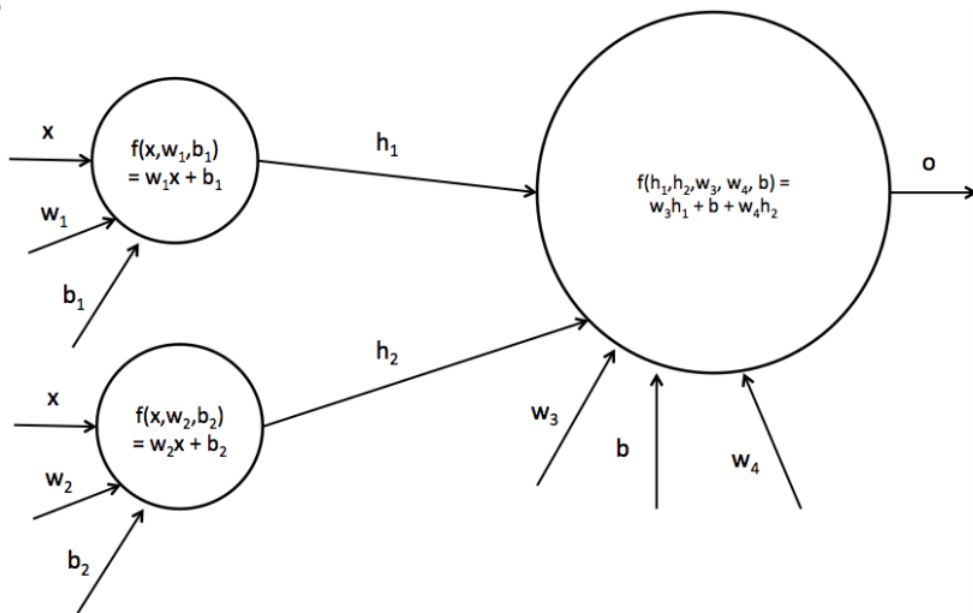 x
f(x,w₁,b₁)
= w₁x + b₁
w₁
b₁
h₁
x
f(x,w₂,b₂)
= w₂x + b₂
w₂
b₂
h₂
f(h₁,h₂,w₃, w₄, b) =
w₃h₁ + b + w₄h₂
w₃
b
w₄
o